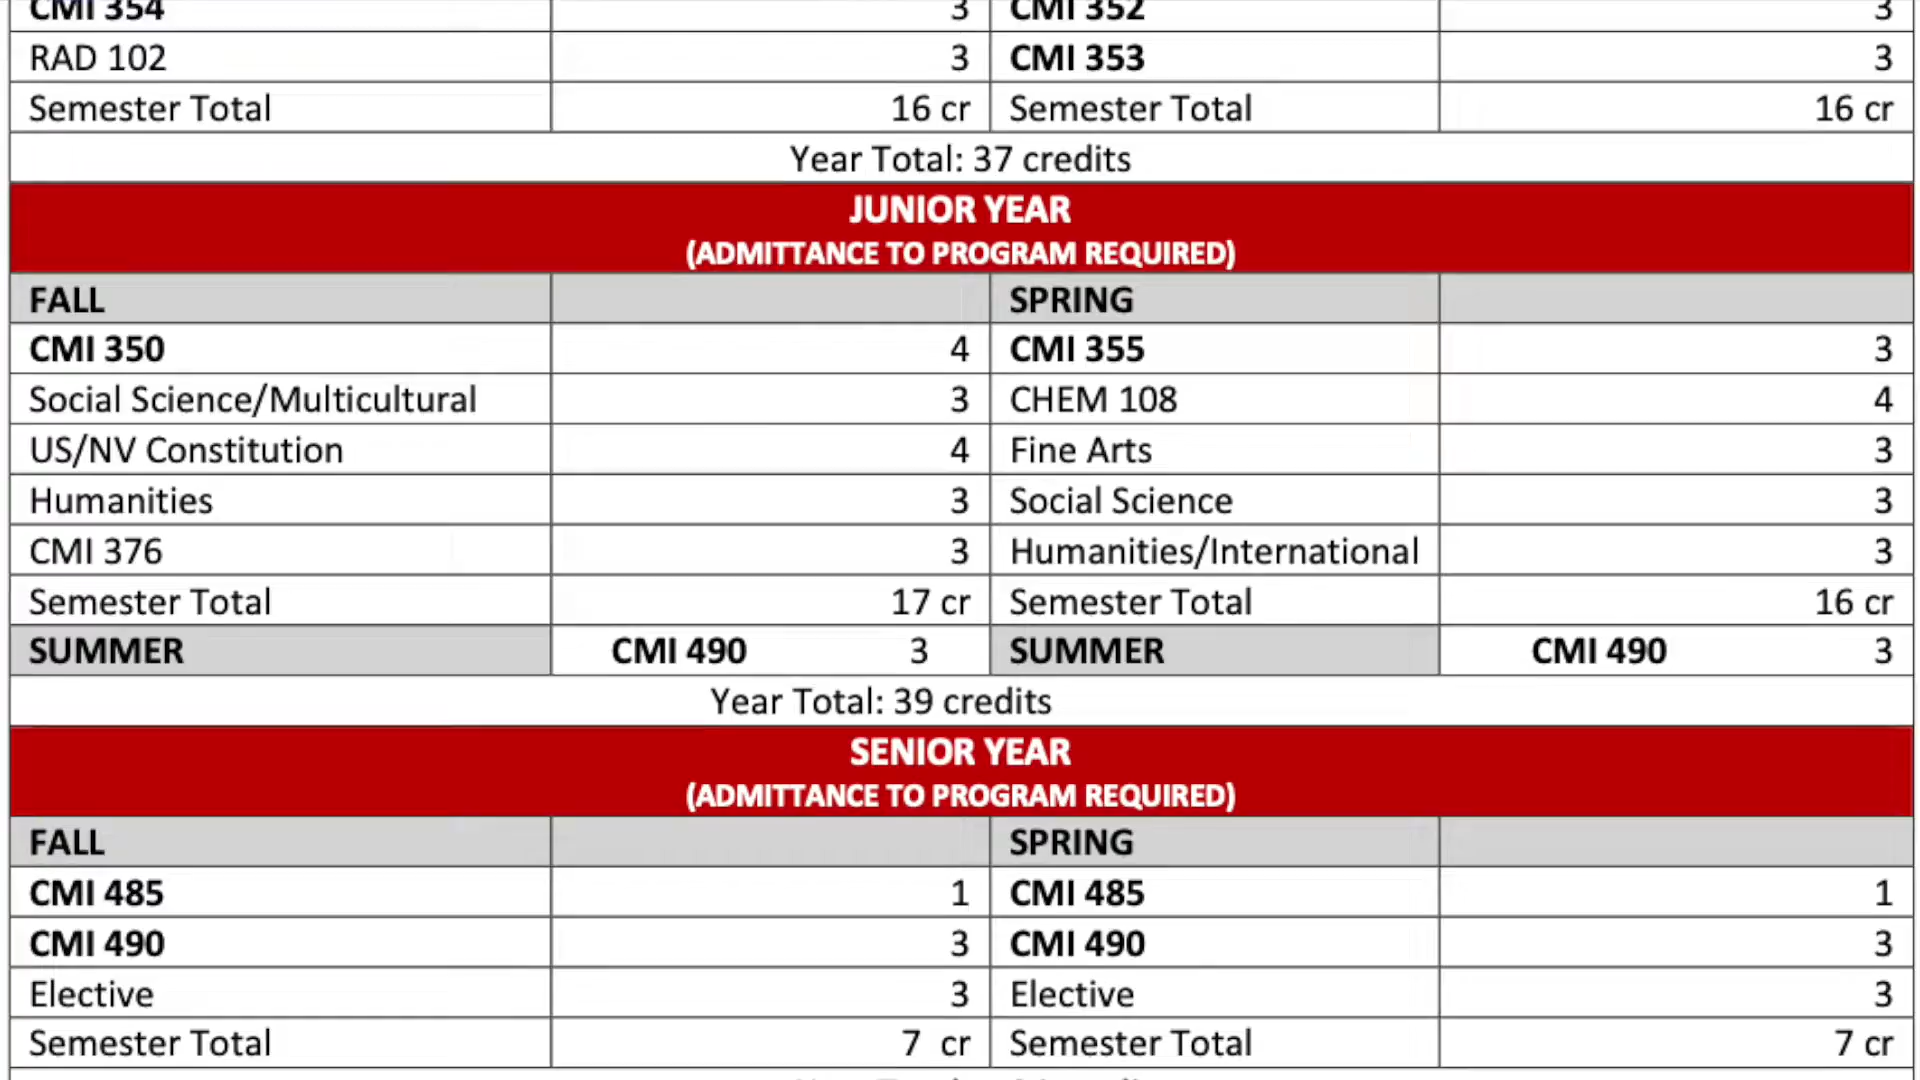 CMI 354 3 CMI 352 3
RAD 102 3 CMI 353 3
Semester Total 16 cr Semester Total 16 cr
Year Total: 37 credits
JUNIOR YEAR
(ADMITTANCE TO PROGRAM REQUIRED)
FALL SPRING
CMI 350 4 CMI 355 3
Social Science/Multicultural 3 CHEM 108 4
US/NV Constitution 4 Fine Arts 3
Humanities 3 Social Science 3
CMI 376 3 Humanities/International 3
Semester Total 17 cr Semester Total 16 cr
SUMMER CMI 490 3 SUMMER CMI 490 3
Year Total: 39 credits
SENIOR YEAR
(ADMITTANCE TO PROGRAM REQUIRED)
FALL SPRING
CMI 485 1 CMI 485 1
CMI 490 3 CMI 490 3
Elective 3 Elective 3
Semester Total 7 cr Semester Total 7 cr